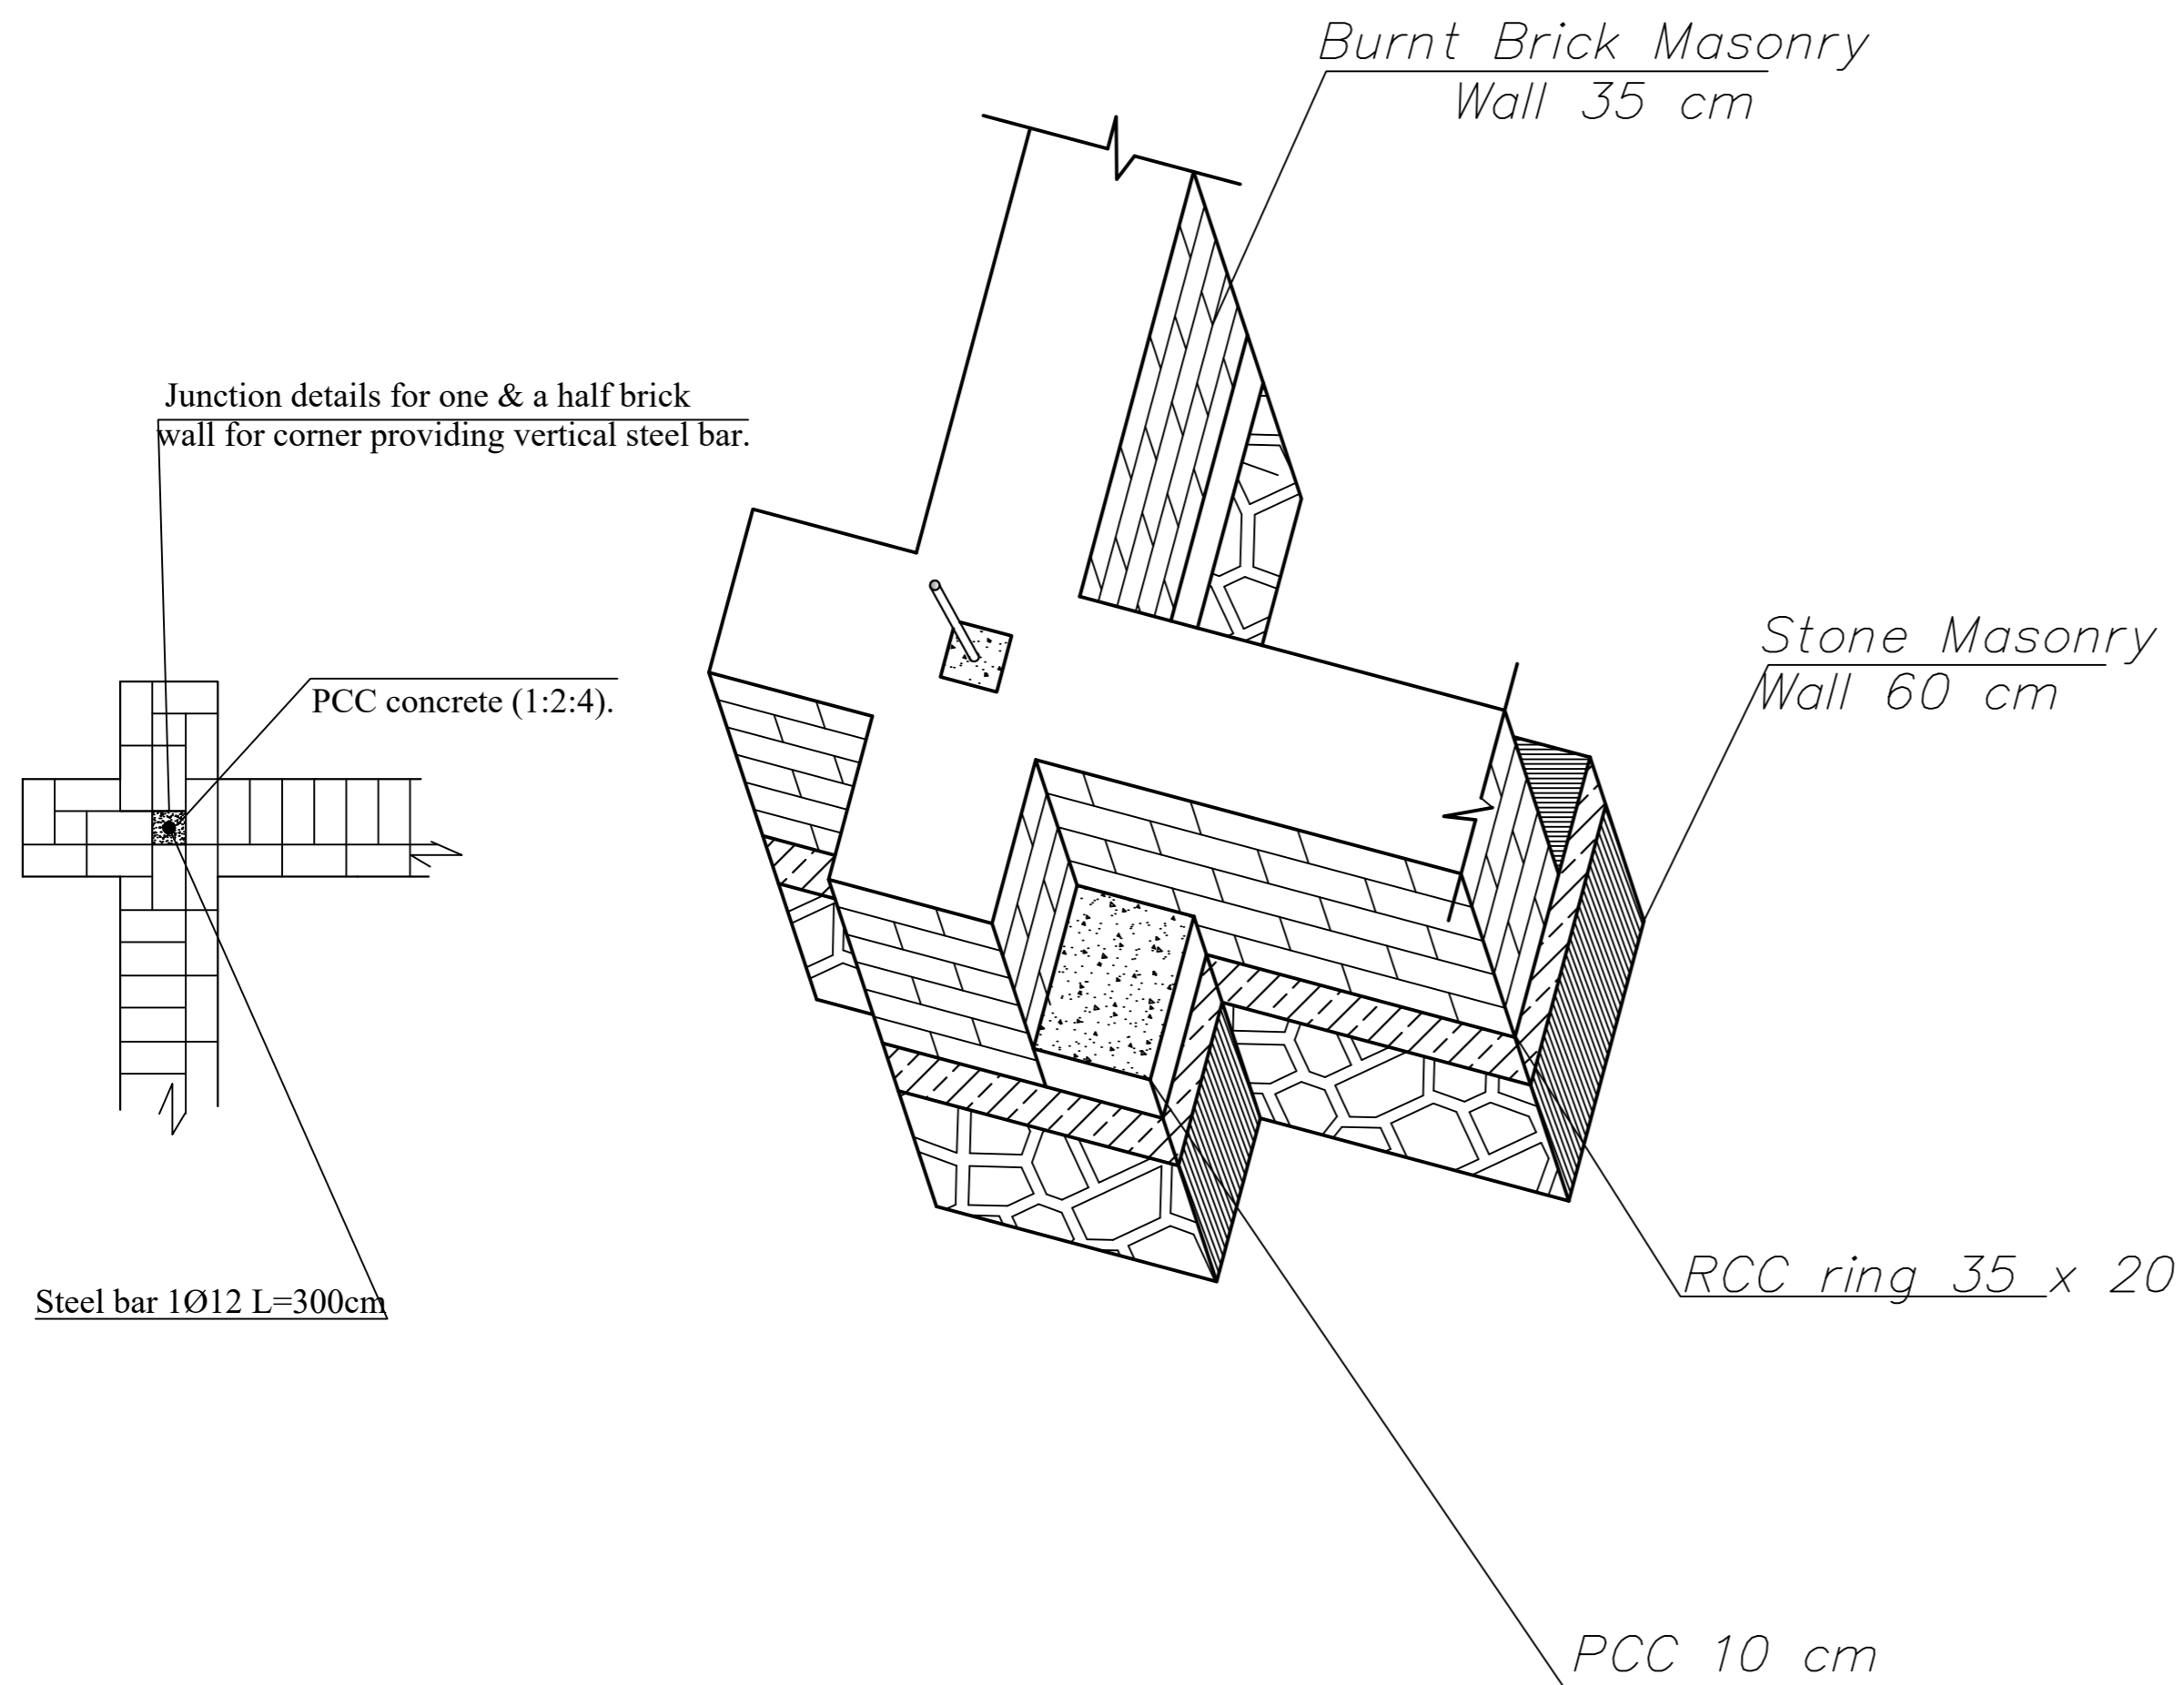 Burnt Brick Masonry
Wall 35 cm
Junction details for one & a half brick
wall for corner providing vertical steel bar.
Stone Masonry
Wall 60 cm
PCC concrete (1:2:4).
RCC ring 35 x 20
Steel bar 1Ø12 L=300cm
PCC 10 cm